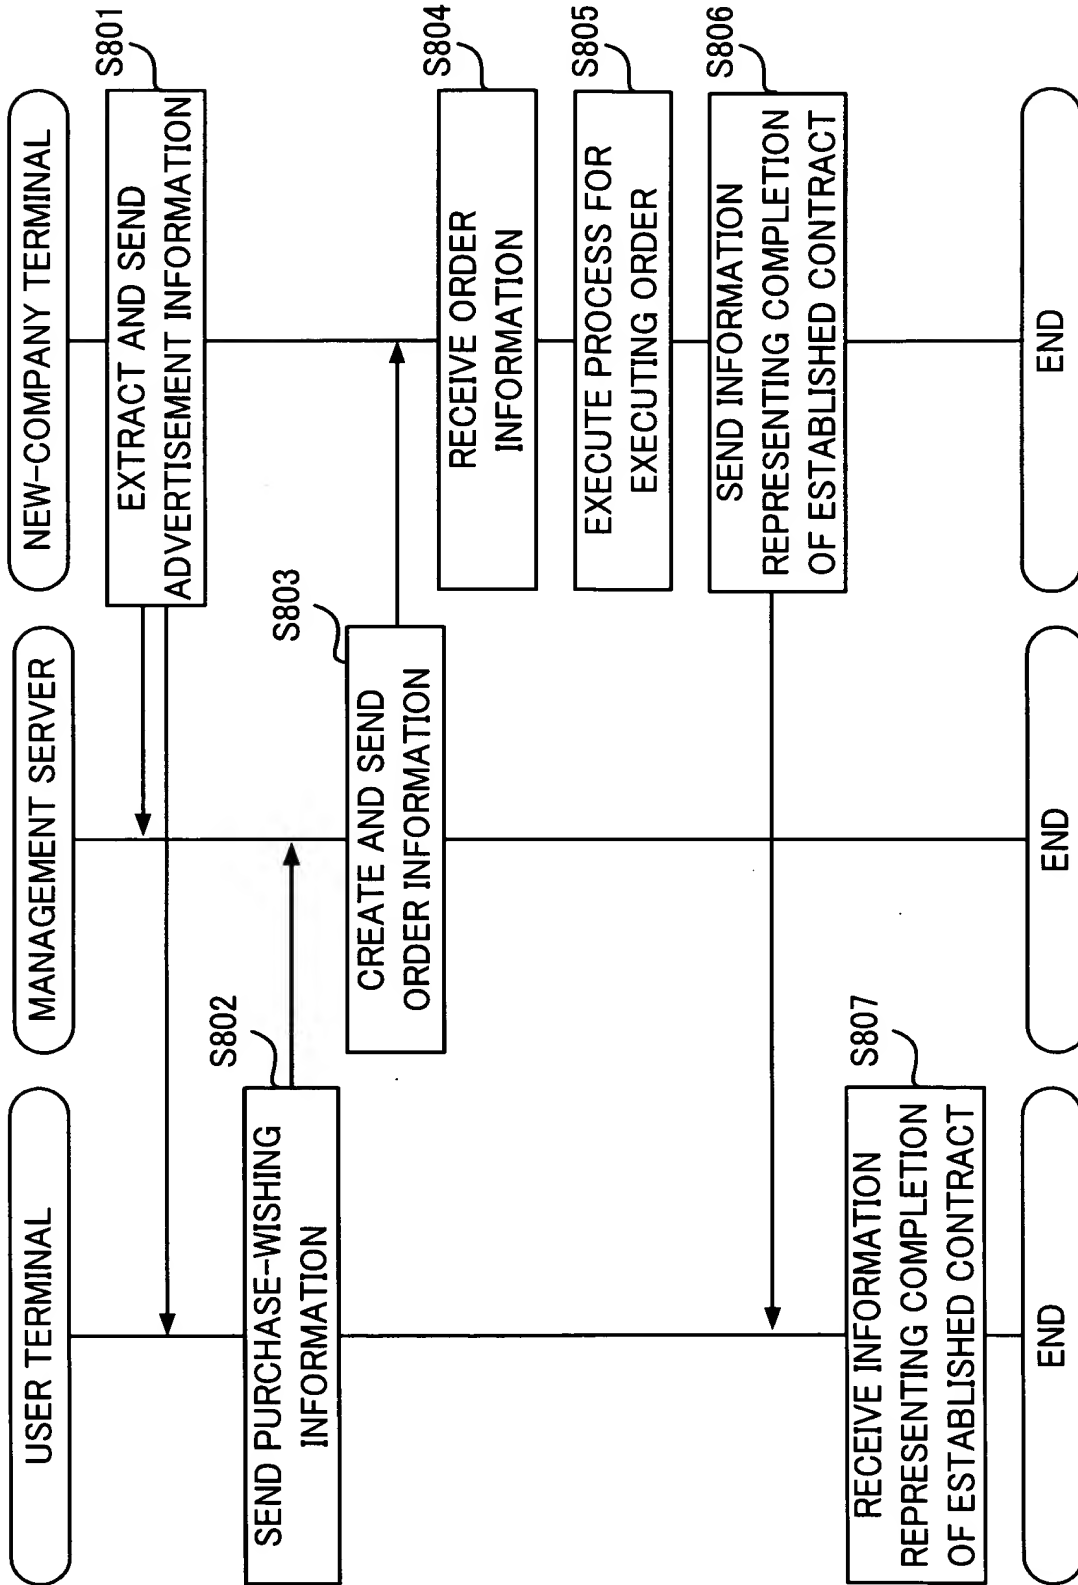 USER TERMINAL
MANAGEMENT SERVER
NEW-COMPANY TERMINAL
S801
EXTRACT AND SEND
ADVERTISEMENT INFORMATION
S802
SEND PURCHASE-WISHING
INFORMATION
S803
CREATE AND SEND
ORDER INFORMATION
S804
RECEIVE ORDER
INFORMATION
S805
EXECUTE PROCESS FOR
EXECUTING ORDER
S806
SEND INFORMATION
REPRESENTING COMPLETION
OF ESTABLISHED CONTRACT
S807
RECEIVE INFORMATION
REPRESENTING COMPLETION
OF ESTABLISHED CONTRACT
END
END
END